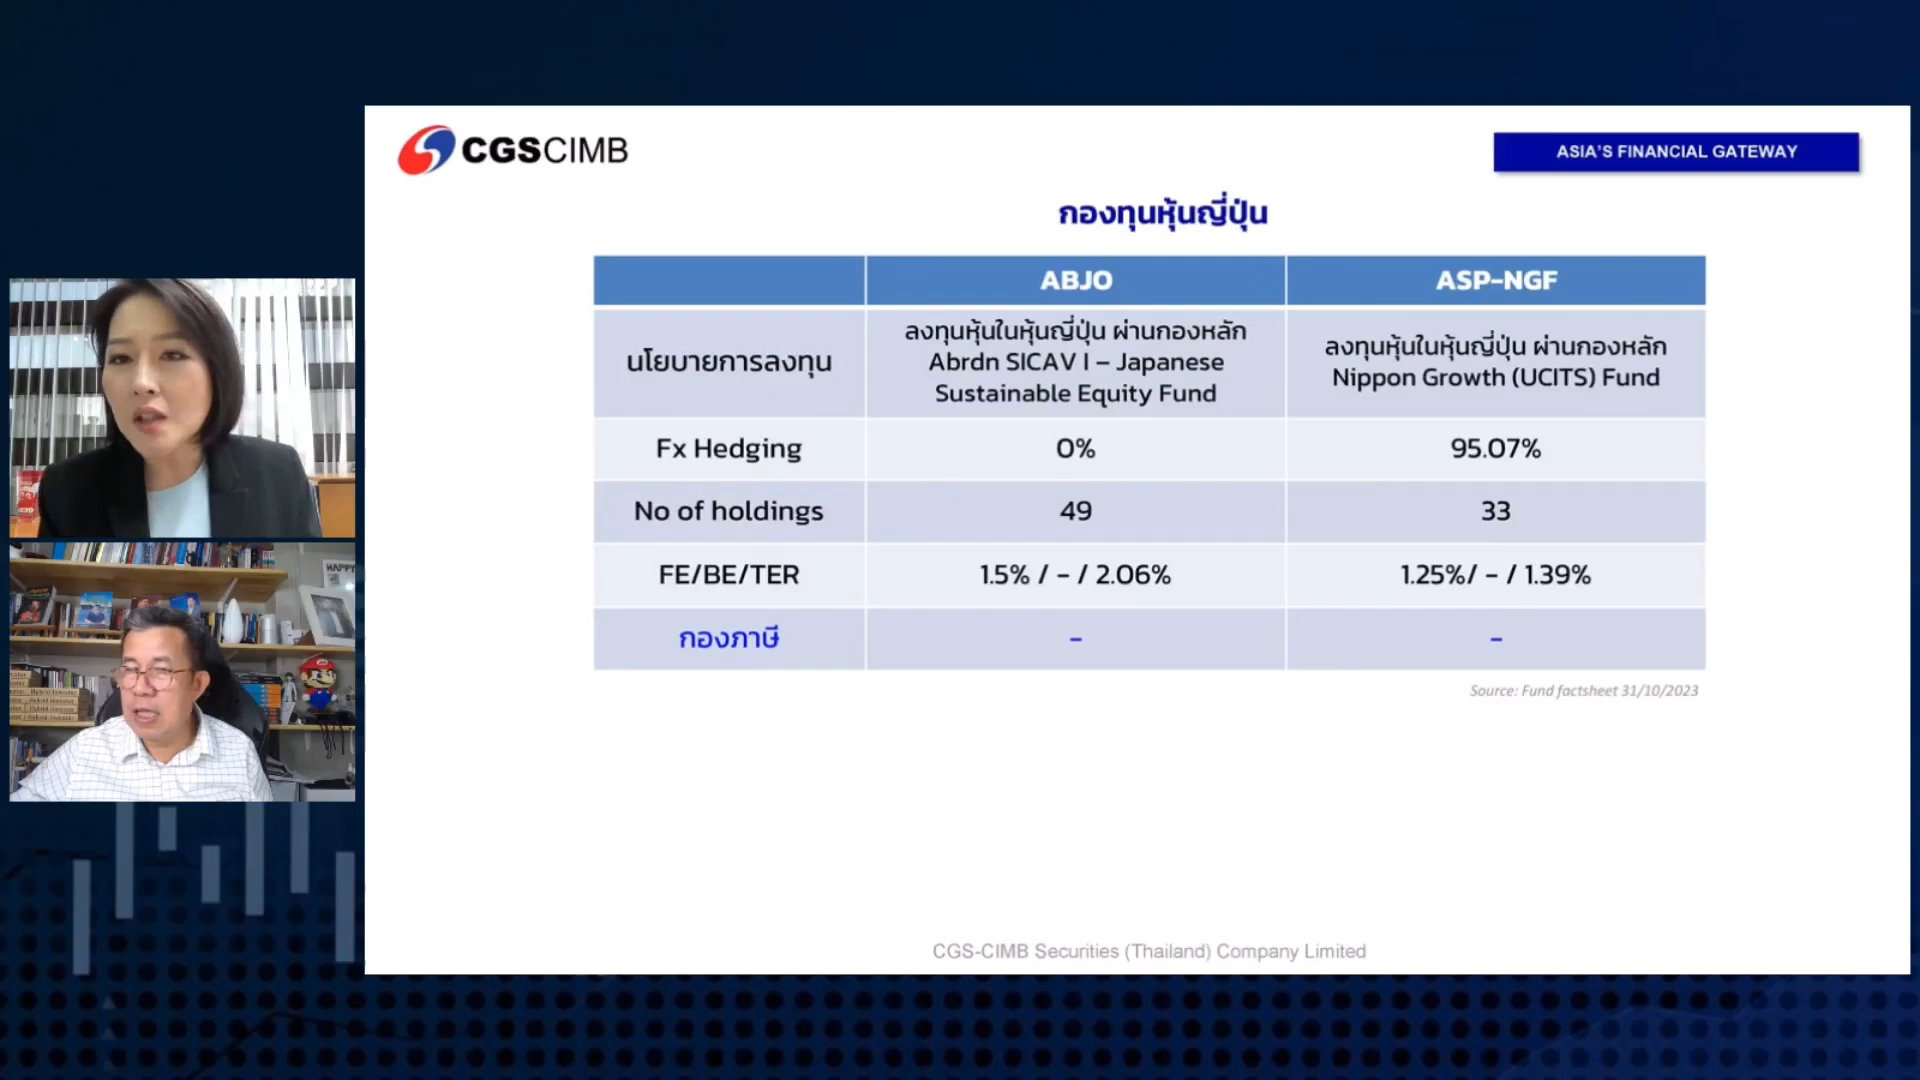 CGSCIMB
ASIA'S FINANCIAL GATEWAY
กองทุนหุ้นญี่ปุ่น
ABJO
ASP-NGF
นโยบายการลงทุน
ลงทุนหุ้นในหุ้นญี่ปุ่น ผ่านกองหลัก
Abrdn SICAV I – Japanese
Sustainable Equity Fund
ลงทุนหุ้นในหุ้นญี่ปุ่น ผ่านกองหลัก
Nippon Growth (UCITS) Fund
Fx Hedging
0%
95.07%
No of holdings
49
33
FE/BE/TER
1.5% / - / 2.06%
1.25%/ - / 1.39%
กองภาษี
-
-
Source: Fund factsheet 31/10/2023
CGS-CIMB Securities (Thailand) Company Limited
HAPPY